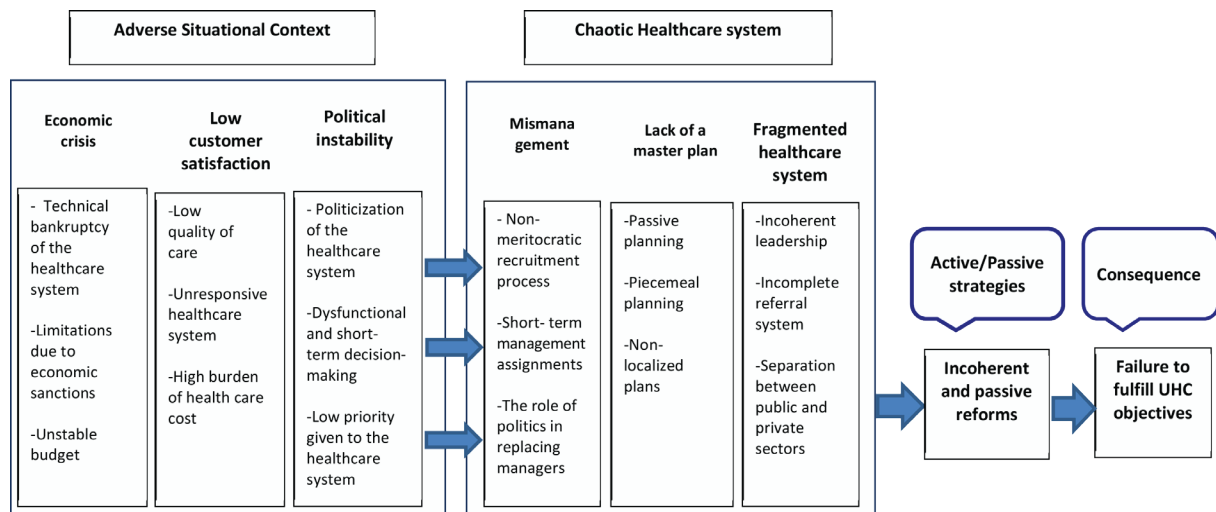 Adverse Situational Context
Chaotic Healthcare system
Economic
crisis
Low
customer
satisfaction
Political
instability
Mismana
gement
Lack of a
master plan
Fragmented
healthcare
system
- Technical
bankruptcy
of the
healthcare
system
-Limitations
due to
economic
sanctions
-Unstable
budget
-Low
quality of
care
-Unresponsive
healthcare
system
-High burden
of health care
cost
- Politicization
of the
healthcare
system
-Dysfunctional
and short-
term decision-
making
-Low priority
given to the
healthcare
system
- Non-
meritocratic
recruitment
process
-Short- term
management
assignments
-The role of
politics in
replacing
managers
-Passive
planning
-Piecemeal
planning
-Non-
localized
plans
-Incoherent
leadership
-Incomplete
referral
system
-Separation
between
public and
private
sectors
Active/Passive
strategies
Incoherent
and passive
reforms
Consequence
Failure to
fulfill UHC
objectives